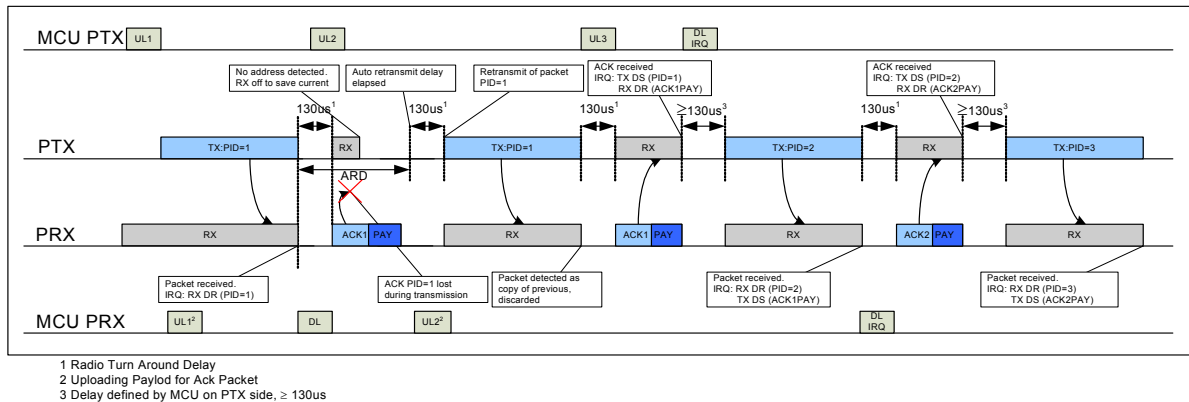 MCU PTX
UL1
UL2
UL3
DL
IRQ
No address detected.
RX off to save current
Auto retransmit delay
elapsed
Retransmit of packet
PID=1
ACK received
IRQ: TX DS (PID=1)
RX DR (ACK1PAY)
ACK received
IRQ: TX DS (PID=2)
RX DR (ACK2PAY)
130us1
130us1
130us1
≥130us3
130us1
≥130us3
PTX
TX:PID=1
RX
TX:PID=1
RX
TX:PID=2
RX
TX:PID=3
ARD
PRX
RX
ACK1
PAY
RX
ACK1
PAY
RX
ACK2
PAY
RX
Packet received.
IRQ: RX DR (PID=1)
ACK PID=1 lost
during transmission
Packet detected as
copy of previous,
discarded
Packet received.
IRQ: RX DR (PID=2)
TX DS (ACK1PAY)
Packet received.
IRQ: RX DR (PID=3)
TX DS (ACK2PAY)
MCU PRX
UL12
DL
UL22
DL
IRQ
1 Radio Turn Around Delay
2 Uploading Paylod for Ack Packet
3 Delay defined by MCU on PTX side, ≥ 130us